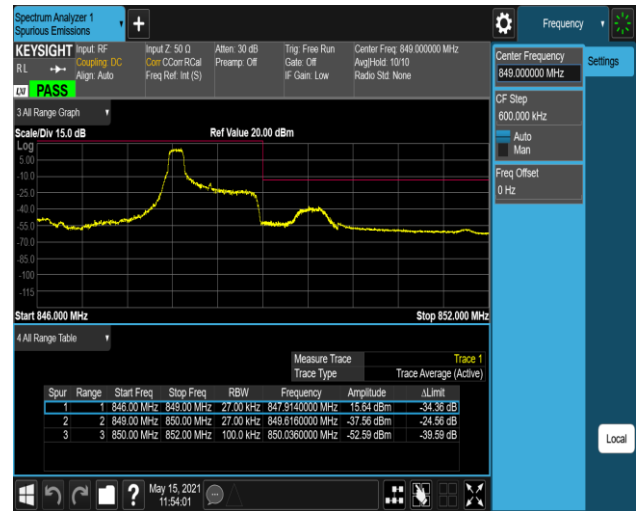 Spectrum Analyzer 1
Spurious Emissions
+
Frequency
KEYSIGHT Input: RF Input Z: 50 Ω Atten: 30 dB Trig: Free Run Center Freq: 849.000000 MHz
RL Coupling: DC Corr CCorr RCal Preamp: Off Gate: Off Avg|Hold: 10/10
Align: Auto Freq Ref: Int (S) IF Gain: Low Radio Std: None
LXI PASS
Center Frequency
849.000000 MHz
Settings
CF Step
600.000 kHz
Auto
Man
Freq Offset
0 Hz
3 All Range Graph
Scale/Div 15.0 dB Ref Value 20.00 dBm
Log
5.00
-10.0
-25.0
-40.0
-55.0
-70.0
-85.0
-100
-115
Start 846.000 MHz Stop 852.000 MHz
4 All Range Table
Measure Trace Trace 1
Trace Type Trace Average (Active)
Spur Range Start Freq Stop Freq RBW Frequency Amplitude ΔLimit
1 1 846.00 MHz 849.00 MHz 27.00 kHz 847.9140000 MHz 15.64 dBm -34.36 dB
2 2 849.00 MHz 850.00 MHz 27.00 kHz 849.6160000 MHz -37.56 dBm -24.56 dB
3 3 850.00 MHz 852.00 MHz 100.0 kHz 850.0360000 MHz -52.59 dBm -39.59 dB
Local
? May 15, 2021
11:54:01